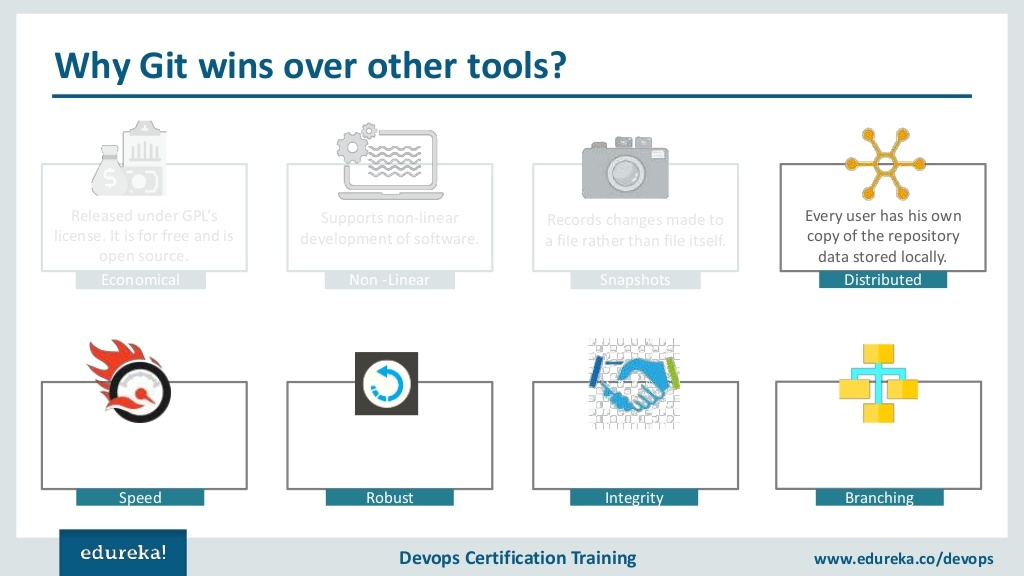 Why Git wins over other tools?
Released under GPL's
license. It is for free and is
open source.
Economical
Supports non-linear
development of software.
Non -Linear
Records changes made to
a file rather than file itself.
Snapshots
Every user has his own
copy of the repository
data stored locally.
Distributed
Speed
Robust
Integrity
Branching
edureka!
Devops Certification Training
www.edureka.co/devops